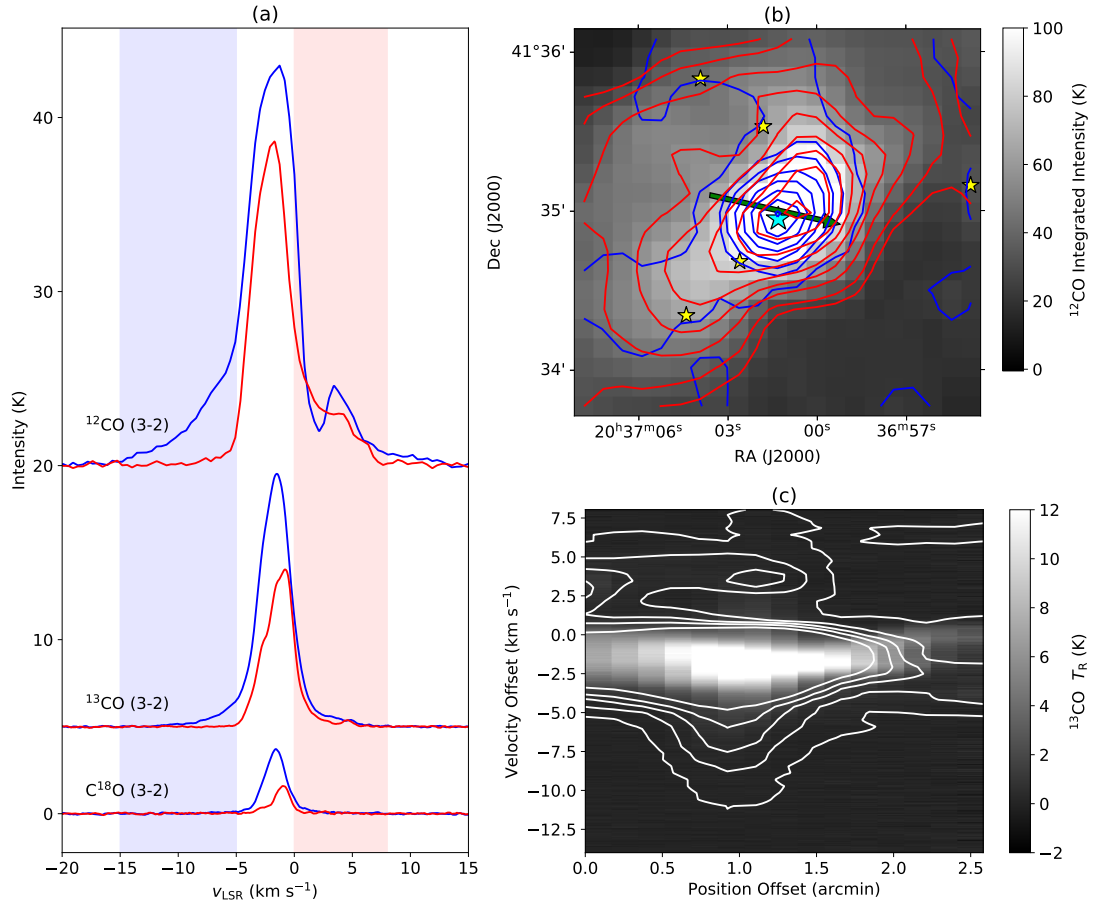 (a)
Intensity (K)
40
30
20
10
0
¹²CO (3-2)
¹³CO (3-2)
C¹⁸O (3-2)
−20 −15 −10 −5 0 5 10 15
v_LSR (km s⁻¹)
(b)
Dec (J2000)
41°36'
35'
34'
20ʰ37ᵐ06ˢ 03ˢ 00ˢ 36ᵐ57ˢ
RA (J2000)
100
80
60
40
20
0
¹²CO Integrated Intensity (K)
(c)
Velocity Offset (km s⁻¹)
7.5
5.0
2.5
0.0
−2.5
−5.0
−7.5
−10.0
−12.5
0.0 0.5 1.0 1.5 2.0 2.5
Position Offset (arcmin)
12
10
8
6
4
2
0
−2
¹³CO T_R (K)